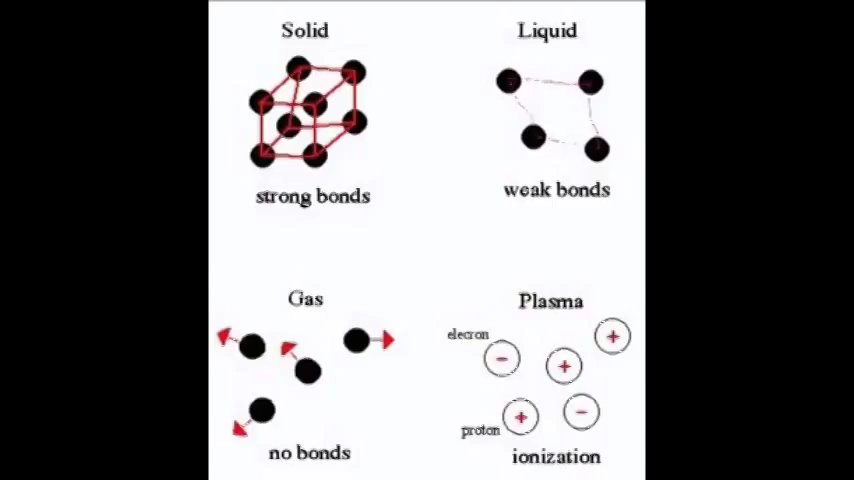 Solid
Liquid
strong bonds
weak bonds
Gas
Plasma
elecron
+
-
+
+
-
proton
no bonds
ionization